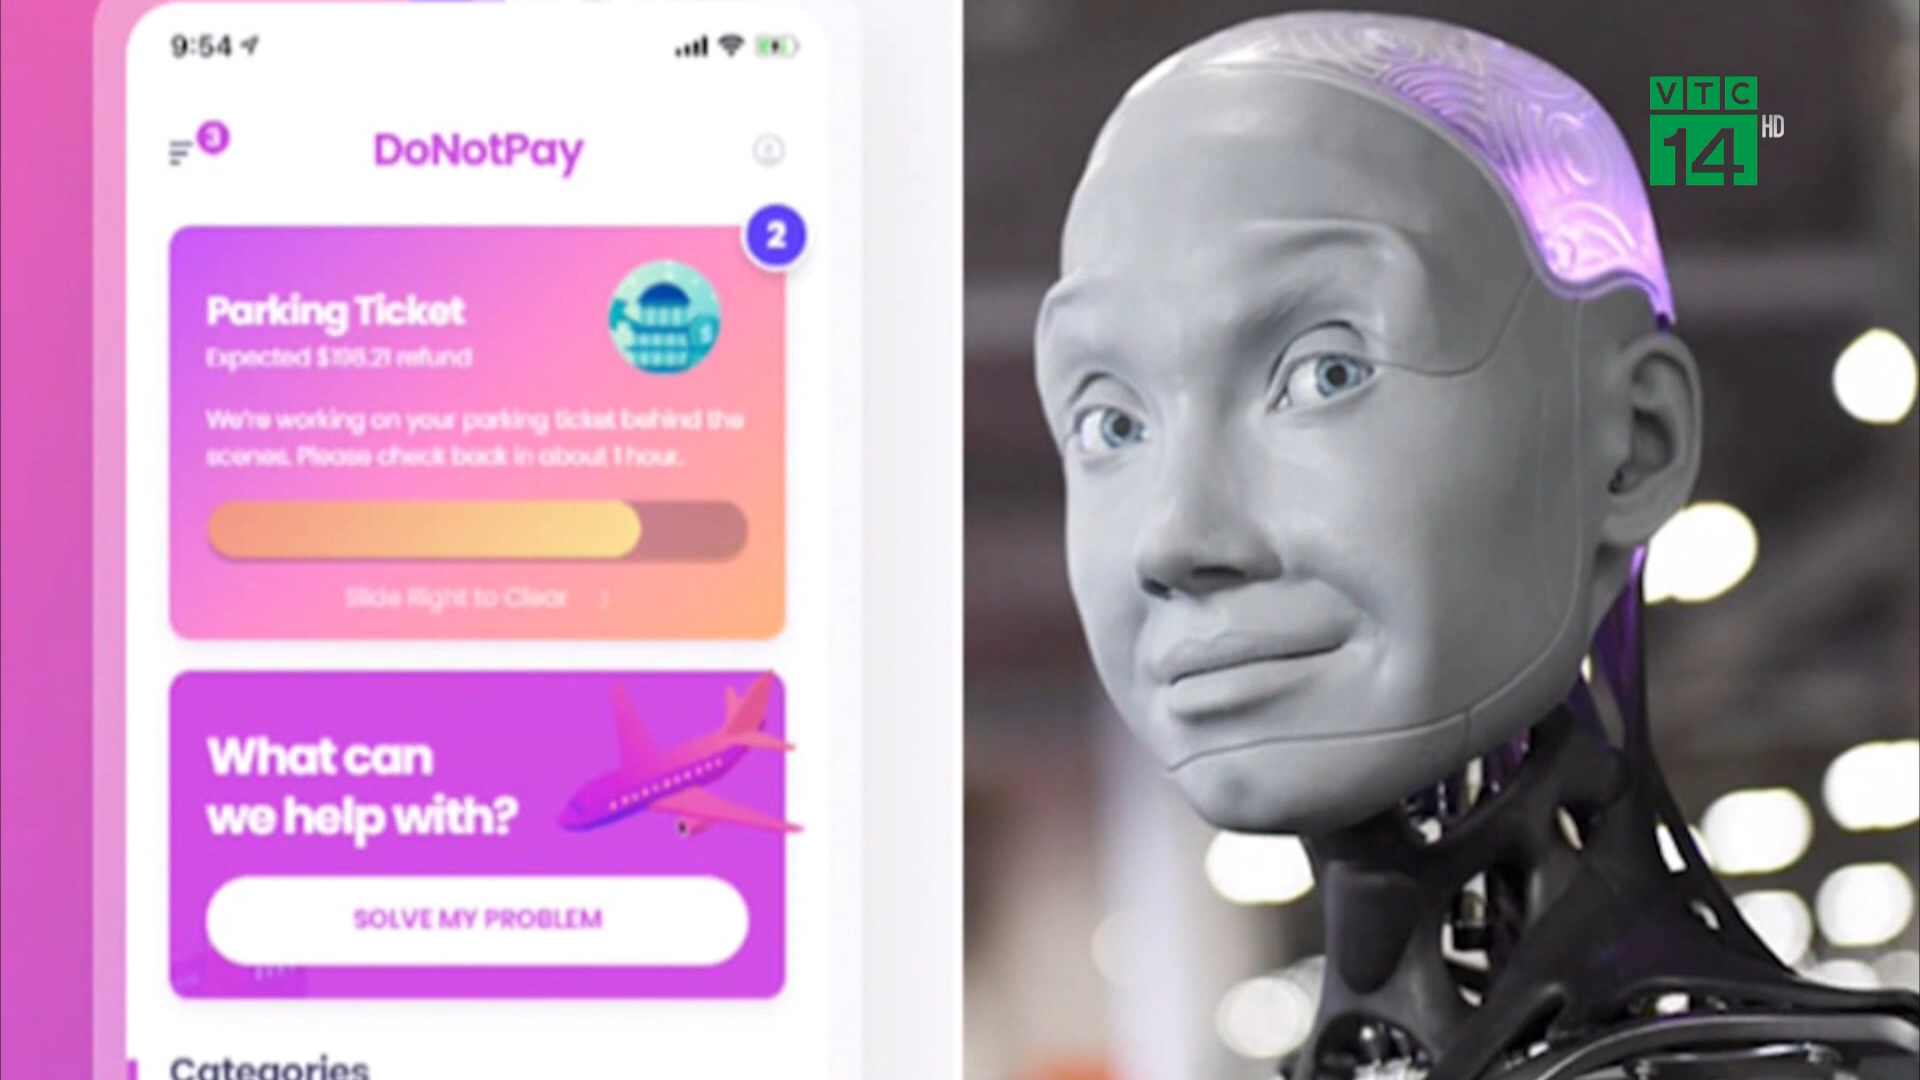 9:54
3
DoNotPay
2
Parking Ticket
Expected $198.21 refund
We're working on your parking ticket behind the
scenes. Please check back in about 1 hour.
Slide Right to Clear
What can
we help with?
SOLVE MY PROBLEM
Categories
VTC
14
HD